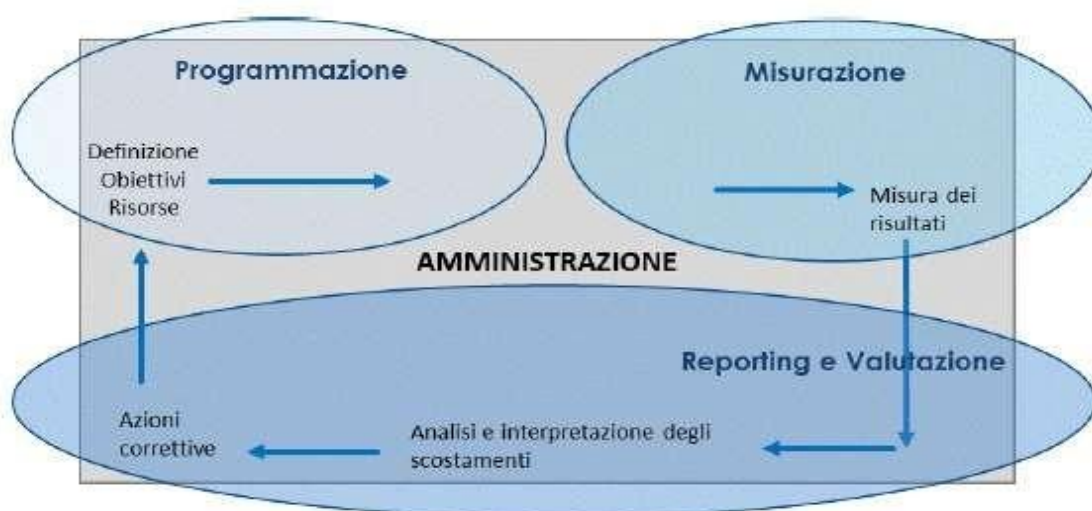 Programmazione
Misurazione
Definizione
Obiettivi
Risorse
Misura dei
risultati
AMMINISTRAZIONE
Reporting e Valutazione
Azioni
correttive
Analisi e interpretazione degli
scostamenti